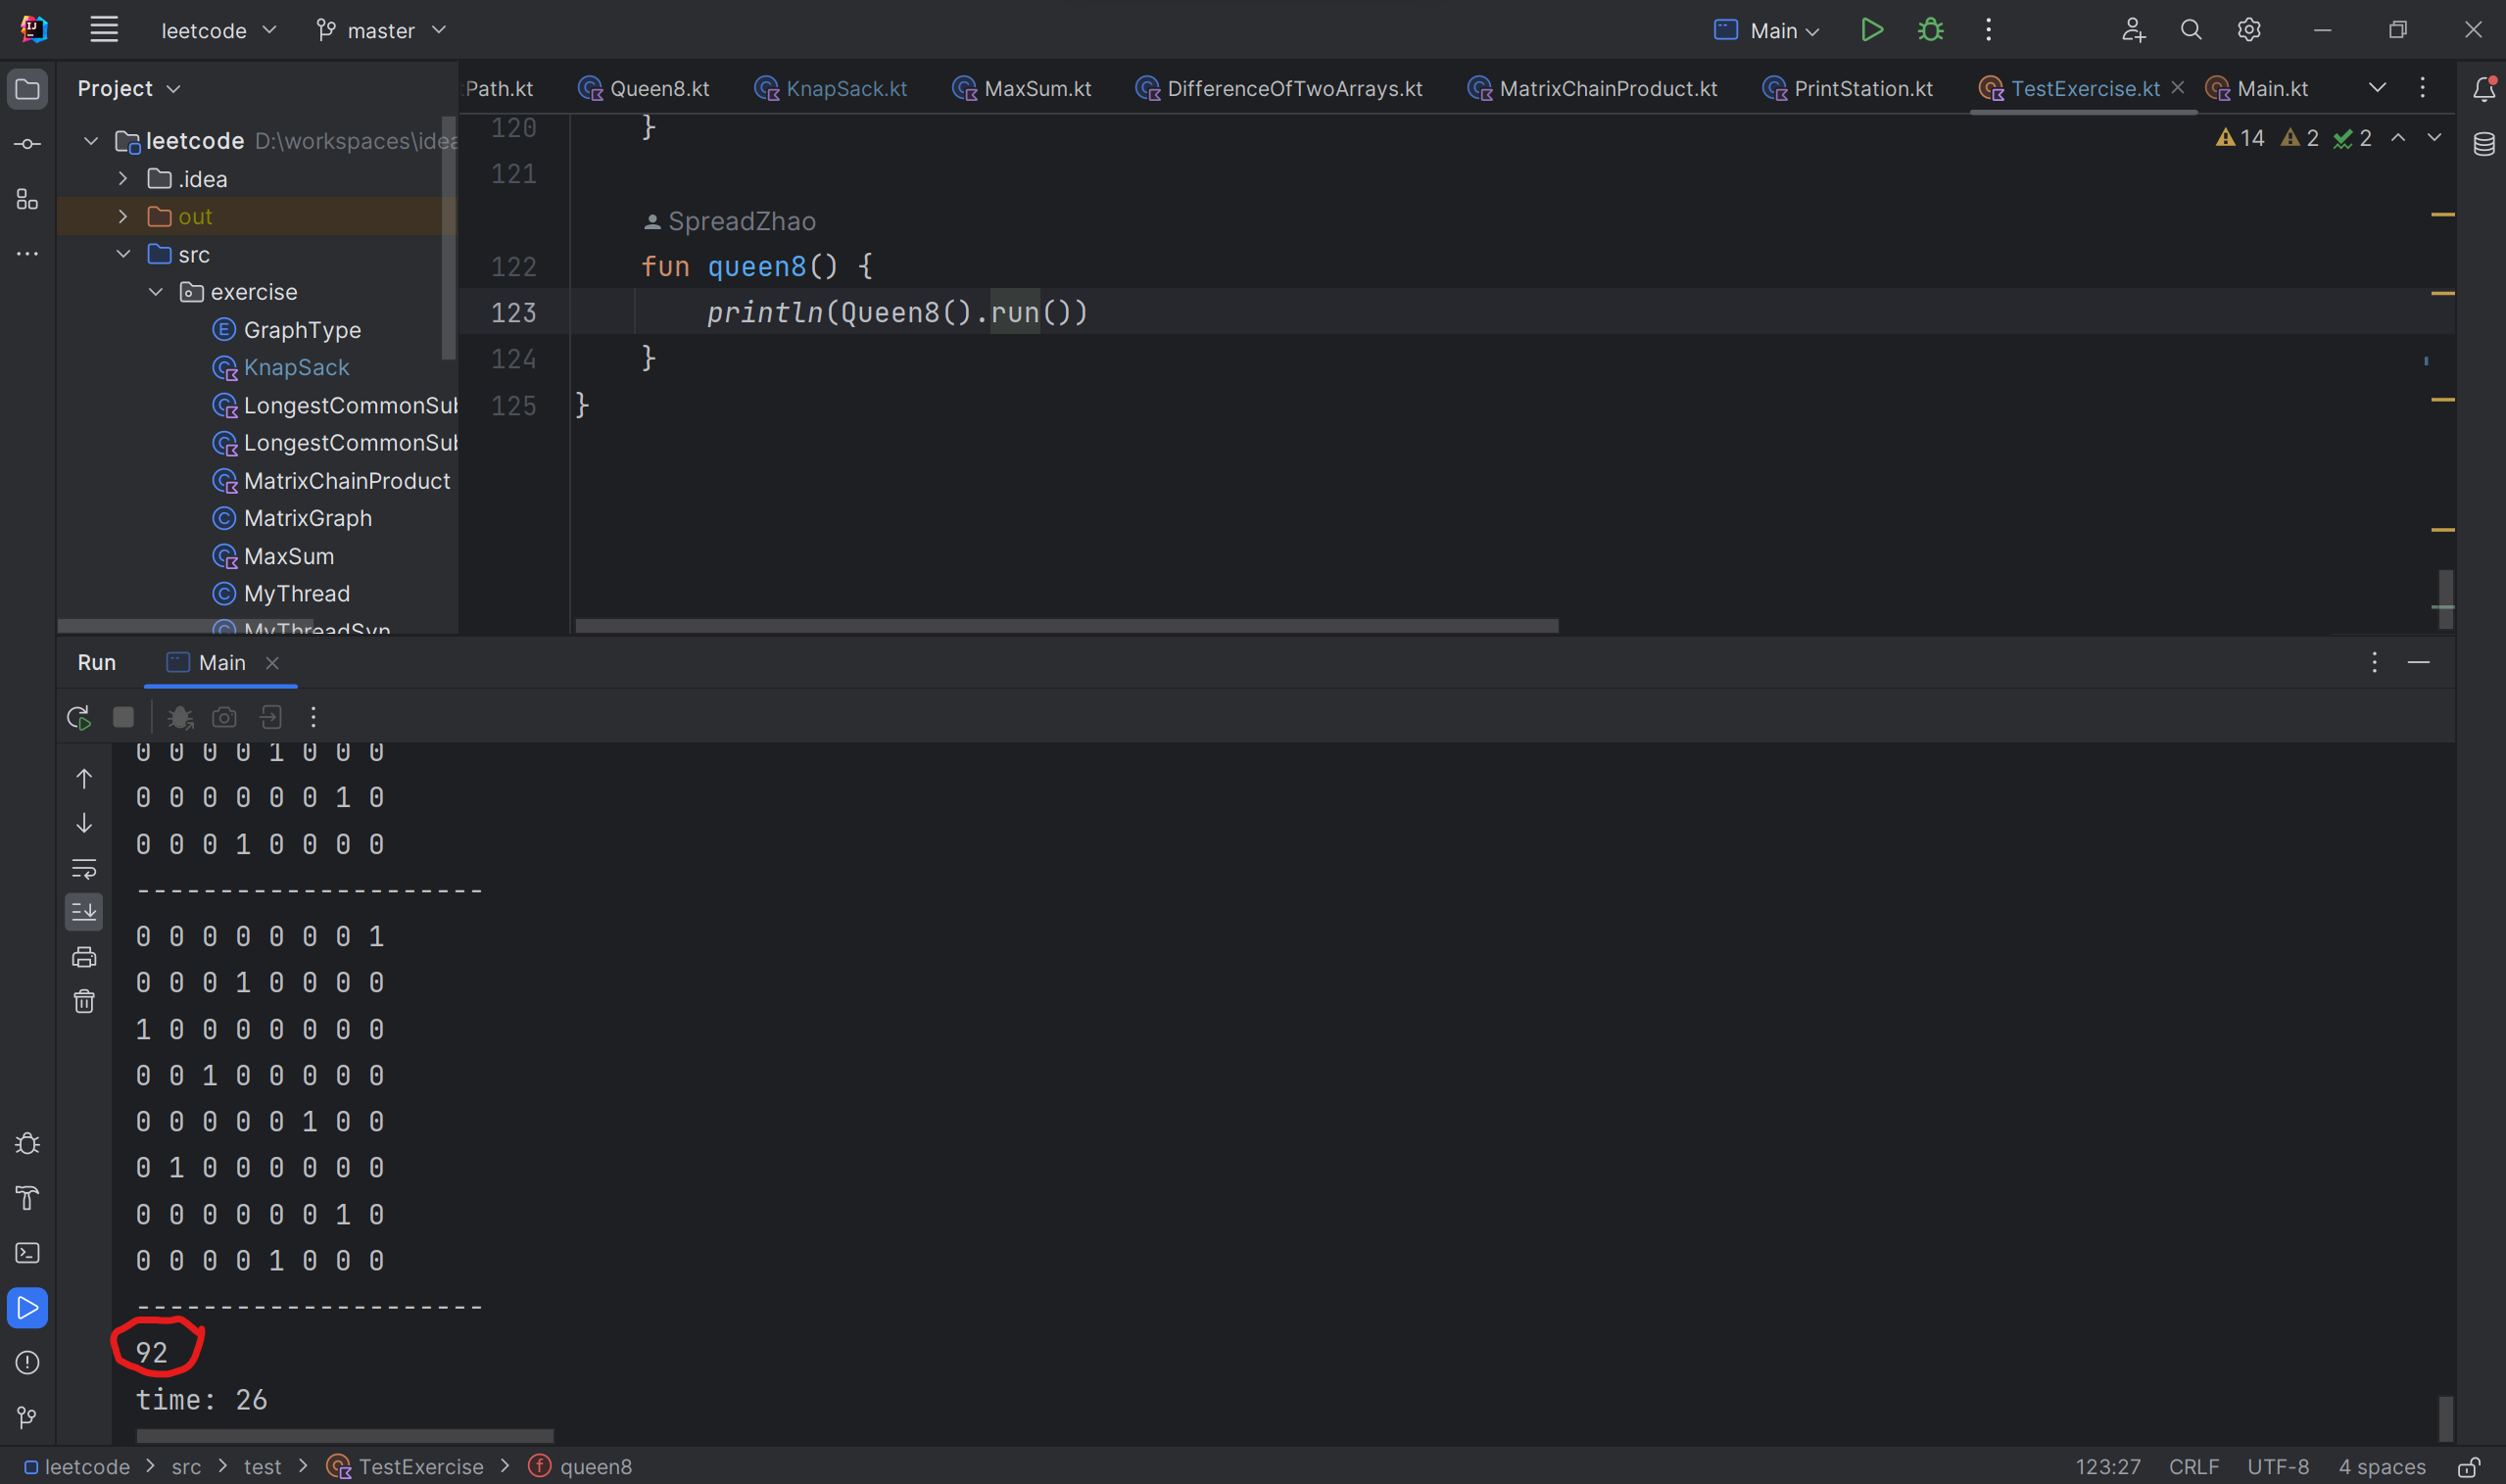 leetcode master Main
Project
Path.kt Queen8.kt KnapSack.kt MaxSum.kt DifferenceOfTwoArrays.kt MatrixChainProduct.kt PrintStation.kt TestExercise.kt Main.kt
leetcode D:\workspaces\idea
.idea
out
src
exercise
GraphType
KnapSack
LongestCommonSub
LongestCommonSub
MatrixChainProduct
MatrixGraph
MaxSum
MyThread
MyThreadSyn
14 2 2
120 }
121
SpreadZhao
122 fun queen8() {
123 println(Queen8().run())
124 }
125 }
Run Main
0 0 0 0 1 0 0 0
0 0 0 0 0 0 1 0
0 0 0 1 0 0 0 0
---------------------
0 0 0 0 0 0 0 1
0 0 0 1 0 0 0 0
1 0 0 0 0 0 0 0
0 0 1 0 0 0 0 0
0 0 0 0 0 1 0 0
0 1 0 0 0 0 0 0
0 0 0 0 0 0 1 0
0 0 0 0 1 0 0 0
---------------------
92
time: 26
leetcode > src > test > TestExercise > queen8
123:27 CRLF UTF-8 4 spaces